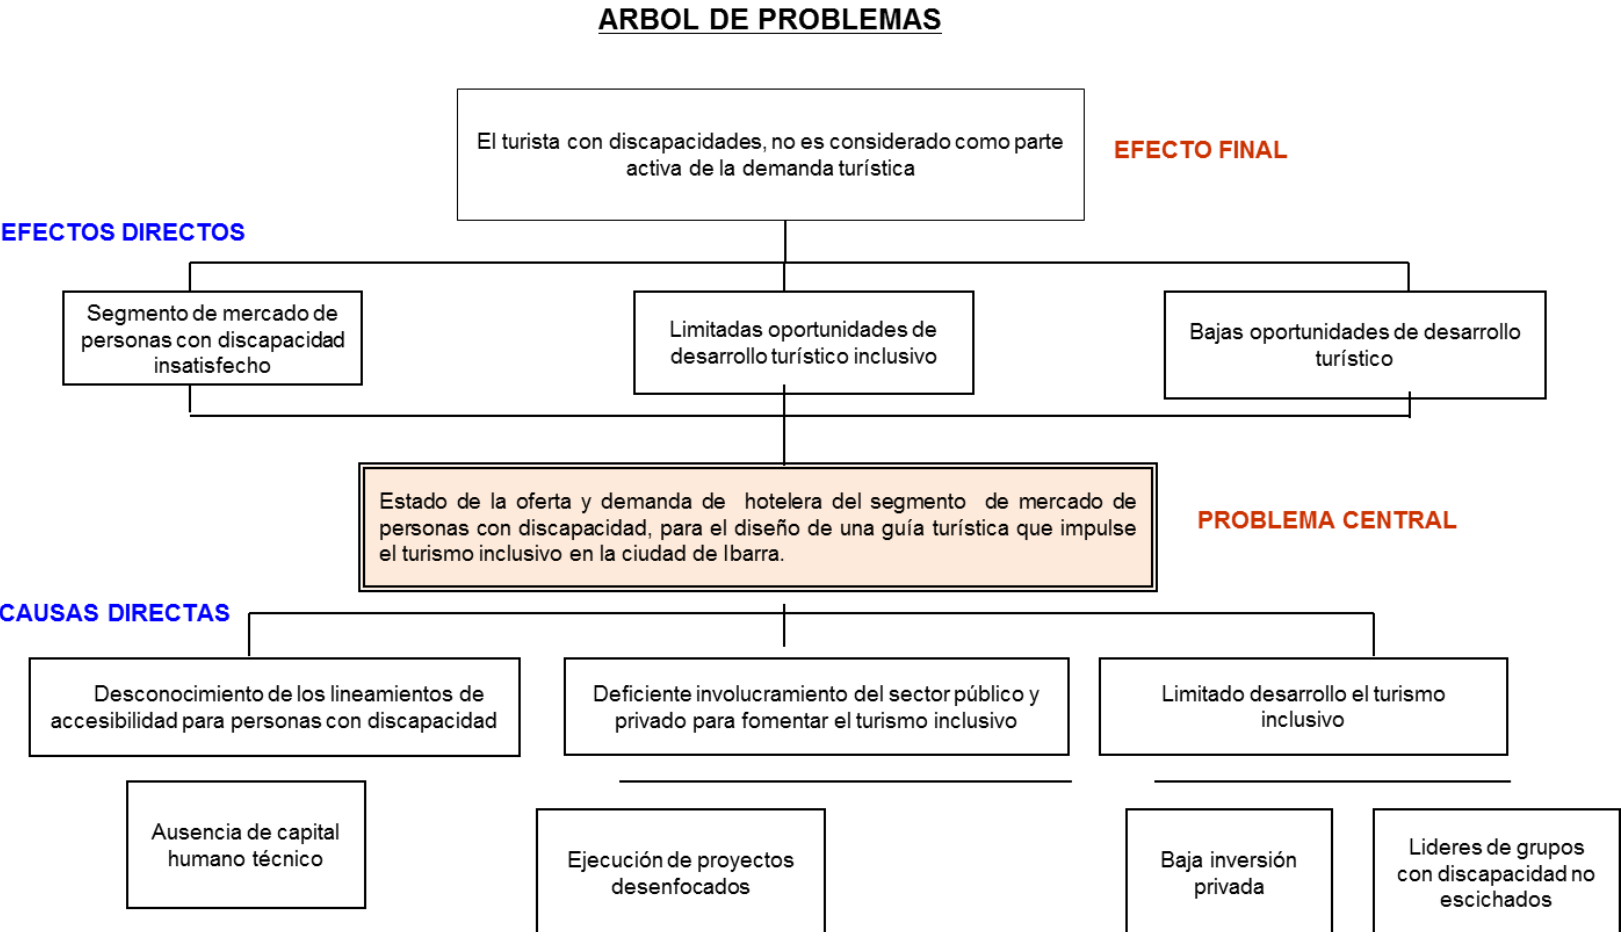 ARBOL DE PROBLEMAS
El turista con discapacidades, no es considerado como parte
activa de la demanda turística
EFECTO FINAL
EFECTOS DIRECTOS
Segmento de mercado de
personas con discapacidad
insatisfecho
Limitadas oportunidades de
desarrollo turístico inclusivo
Bajas oportunidades de desarrollo
turístico
Estado de la oferta y demanda de hotelera del segmento de mercado de
personas con discapacidad, para el diseño de una guía turística que impulse
el turismo inclusivo en la ciudad de Ibarra.
PROBLEMA CENTRAL
CAUSAS DIRECTAS
Desconocimiento de los lineamientos de
accesibilidad para personas con discapacidad
Deficiente involucramiento del sector público y
privado para fomentar el turismo inclusivo
Limitado desarrollo el turismo
inclusivo
Ausencia de capital
humano técnico
Ejecución de proyectos
desenfocados
Baja inversión
privada
Lideres de grupos
con discapacidad no
escichados